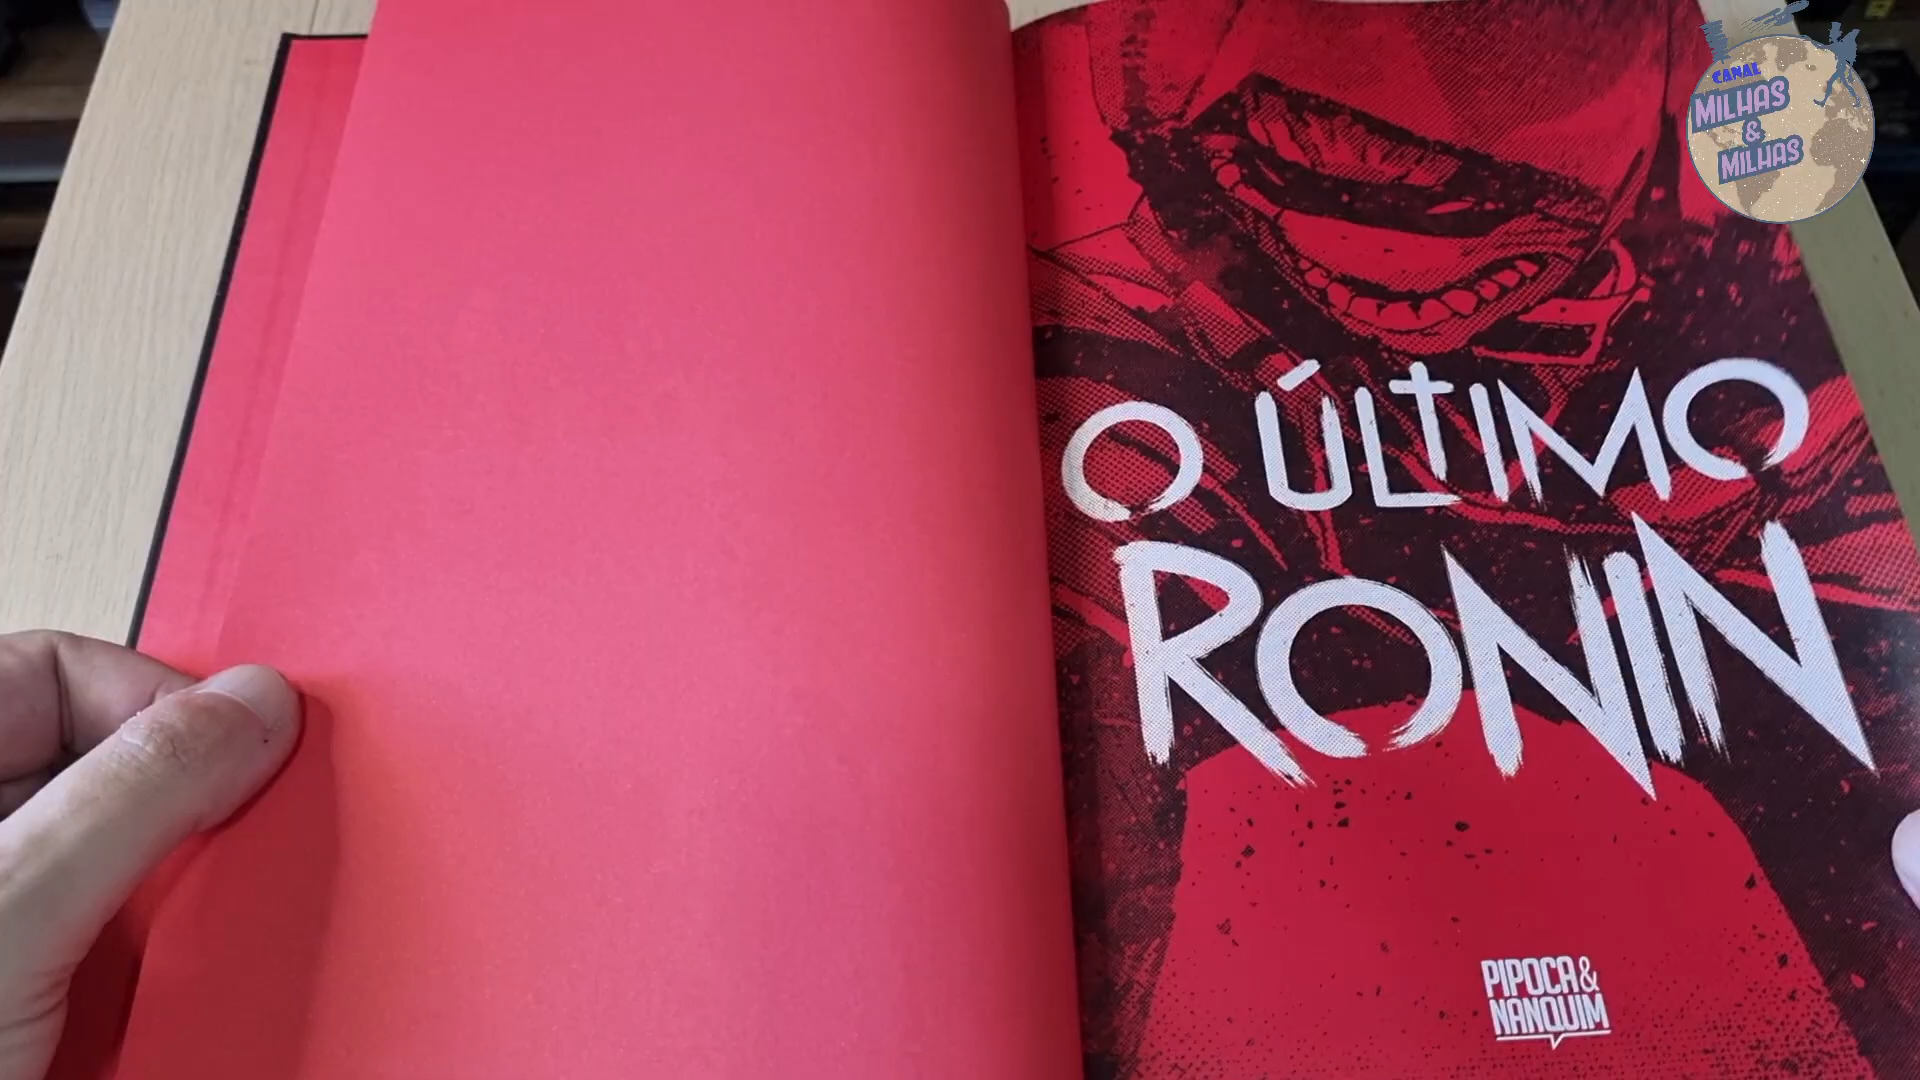 CANAL
MILHAS
&
MILHAS
O ÚLTIMO
RONIN
PIPOCA &
NANQUIM